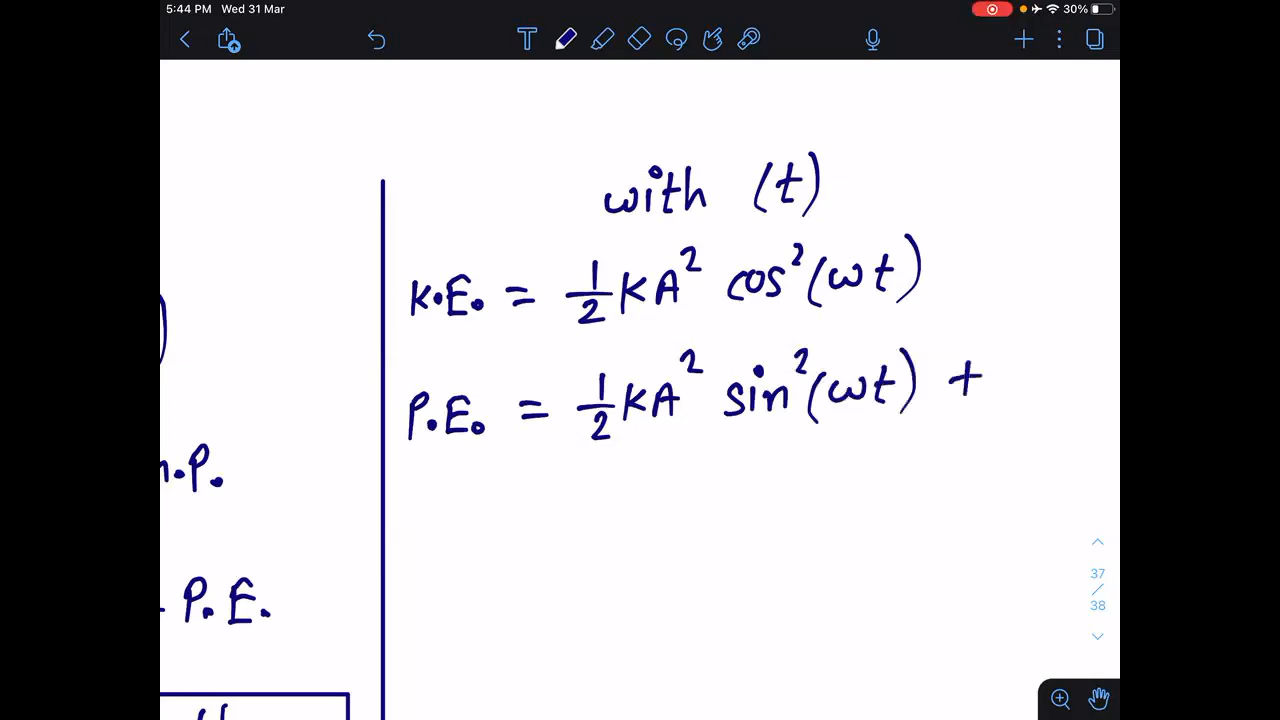 5:44 PM Wed 31 Mar
30%
T
with (t)
K.E. = 1/2 KA² cos²(ωt)
P.E. = 1/2 KA² sin²(ωt) +
.P.
. P.E.
37
/
38